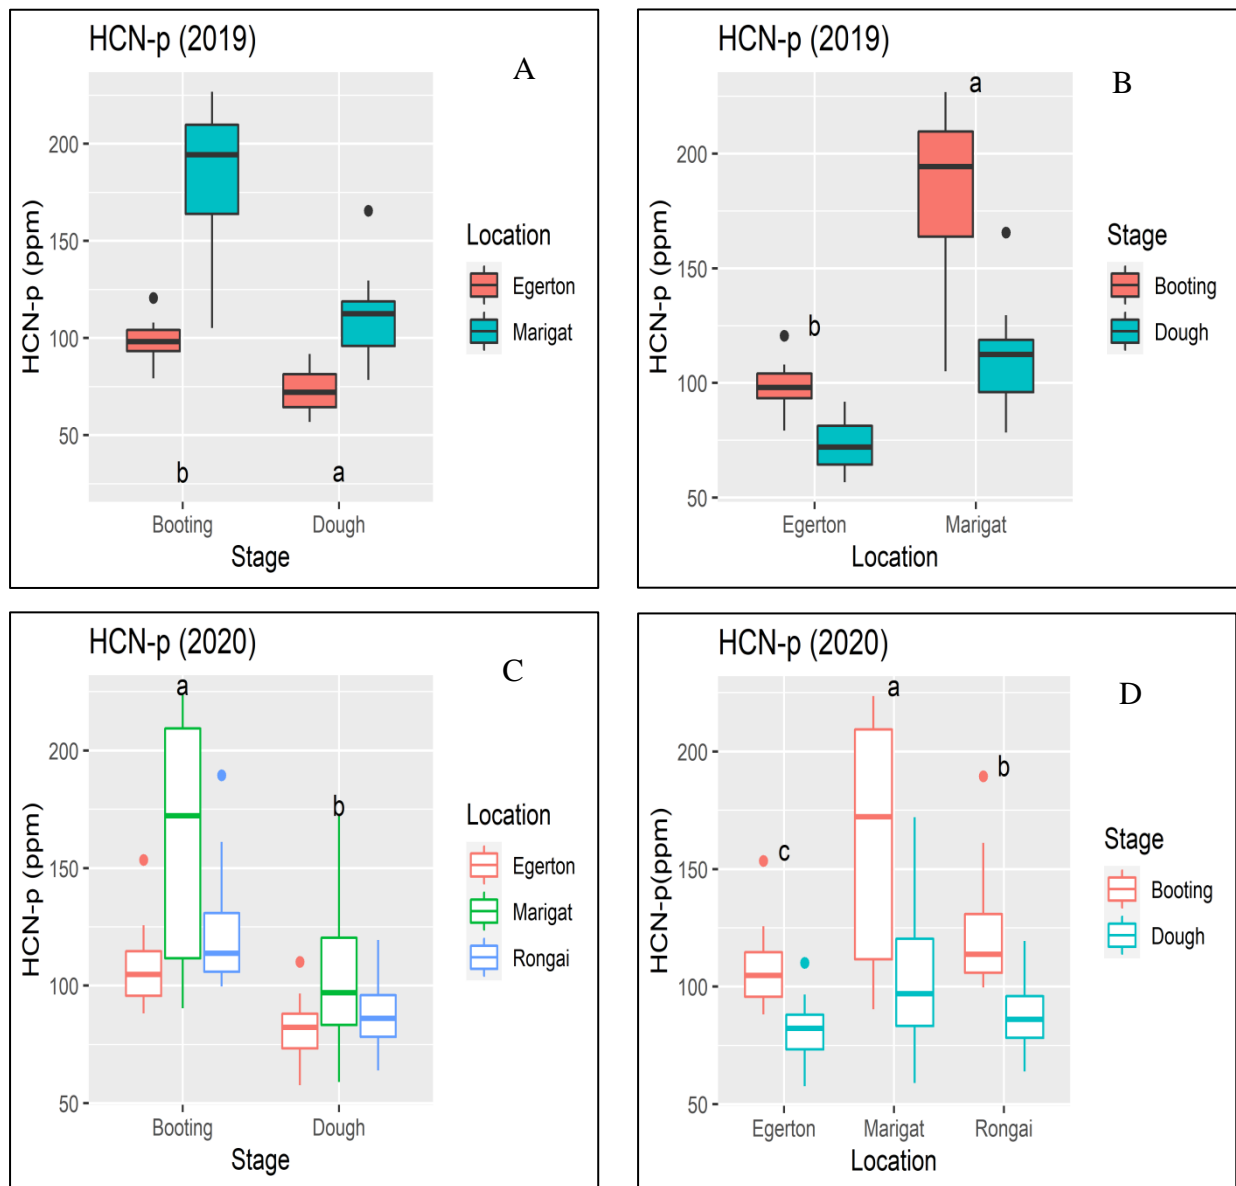 HCN-p (2019)
A
a
b
HCN-p (ppm)
200
150
100
50
Booting
Dough
Stage
Location
Egerton
Marigat
HCN-p (2019)
B
a
b
HCN-p (ppm)
200
150
100
50
Egerton
Marigat
Location
Stage
Booting
Dough
HCN-p (2020)
C
a
b
HCN-p (ppm)
200
150
100
50
Booting
Dough
Stage
Location
Egerton
Marigat
Rongai
HCN-p (2020)
D
a
b
c
HCN-p(ppm)
200
150
100
50
Egerton
Marigat
Rongai
Location
Stage
Booting
Dough